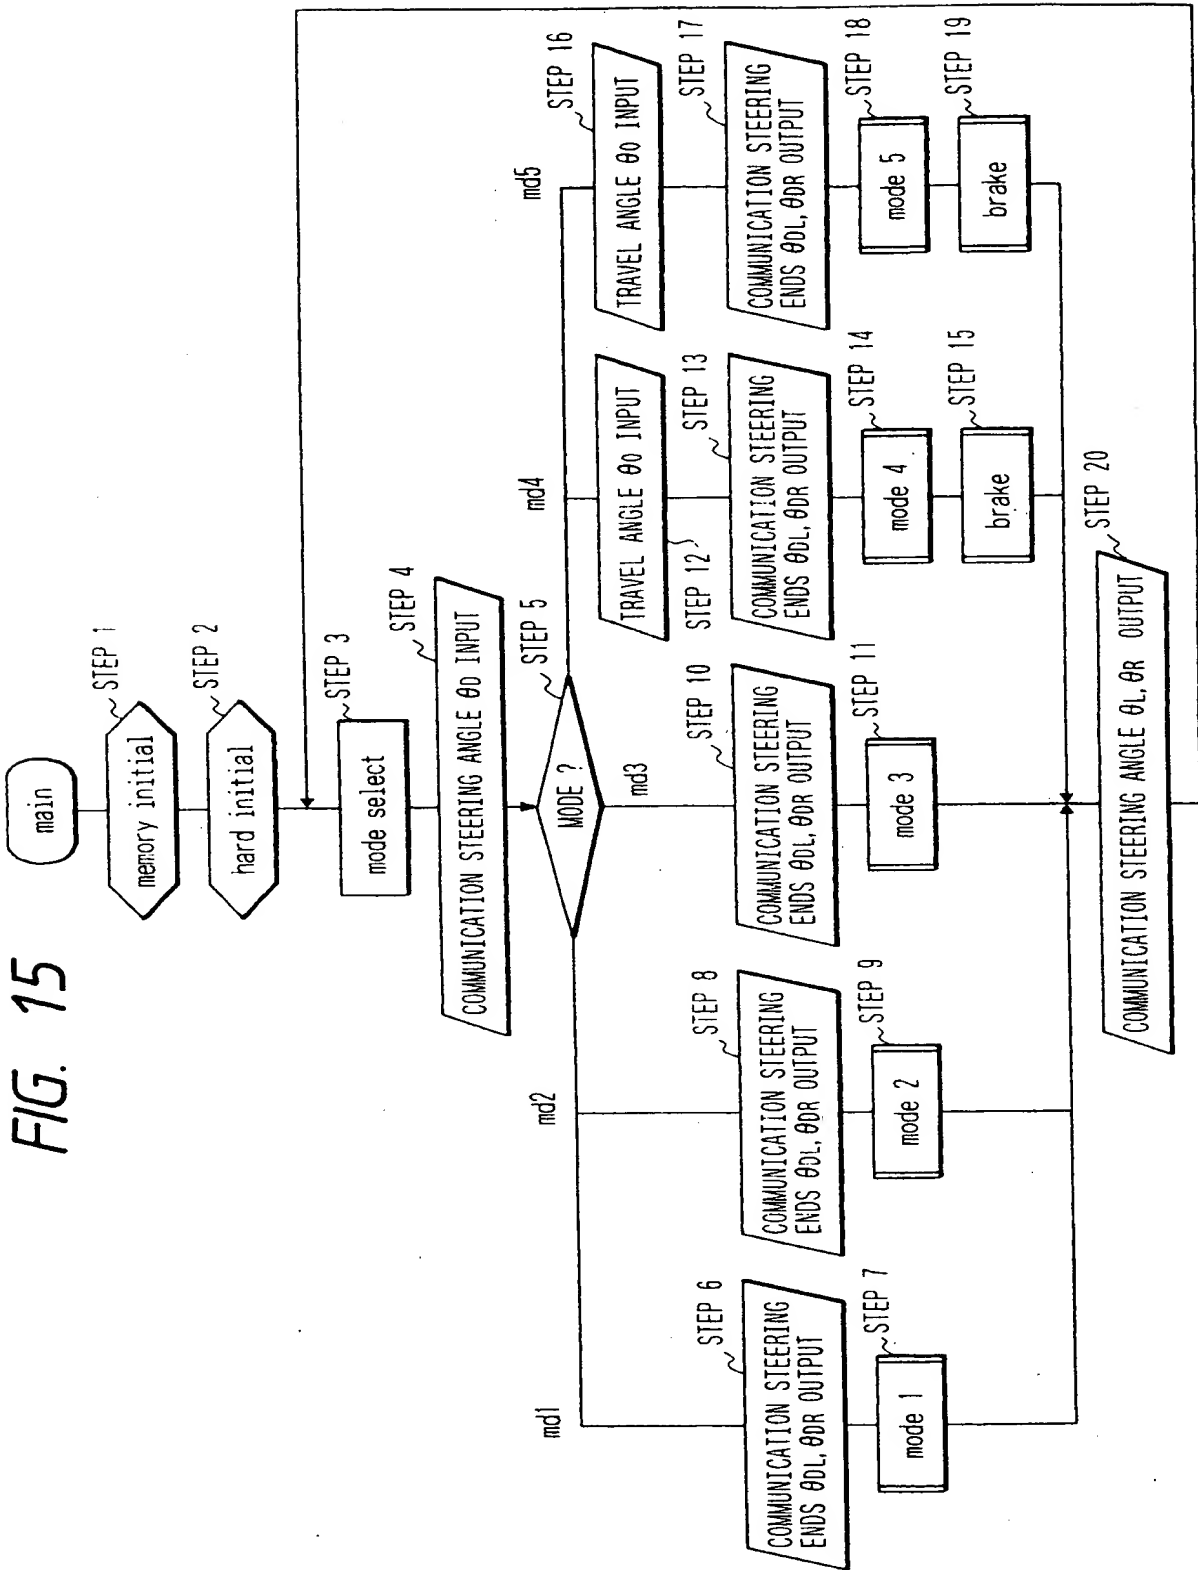 FIG. 15
main
memory initial
STEP 1
hard initial
STEP 2
mode select
STEP 3
COMMUNICATION STEERING ANGLE θD INPUT
STEP 4
MODE ?
STEP 5
md1
COMMUNICATION STEERING
ENDS θDL, θDR OUTPUT
STEP 6
mode 1
STEP 7
md2
COMMUNICATION STEERING
ENDS θDL, θDR OUTPUT
STEP 8
mode 2
STEP 9
md3
COMMUNICATION STEERING
ENDS θDL, θDR OUTPUT
STEP 10
mode 3
STEP 11
md4
TRAVEL ANGLE θ0 INPUT
STEP 12
COMMUNICATION STEERING
ENDS θDL, θDR OUTPUT
STEP 13
mode 4
STEP 14
brake
STEP 15
md5
TRAVEL ANGLE θ0 INPUT
STEP 16
COMMUNICATION STEERING
ENDS θDL, θDR OUTPUT
STEP 17
mode 5
STEP 18
brake
STEP 19
COMMUNICATION STEERING ANGLE θL, θR OUTPUT
STEP 20